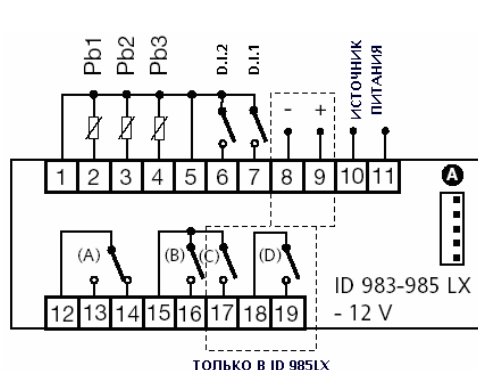 Pb1 Pb2 Pb3 D.I.2 D.I.1 ИСТОЧНИК ПИТАНИЯ
- +
1 2 3 4 5 6 7 8 9 10 11
A
(A) (B) (C) (D)
ID 983-985 LX
- 12 V
12 13 14 15 16 17 18 19
ТОЛЬКО В ID 985LX